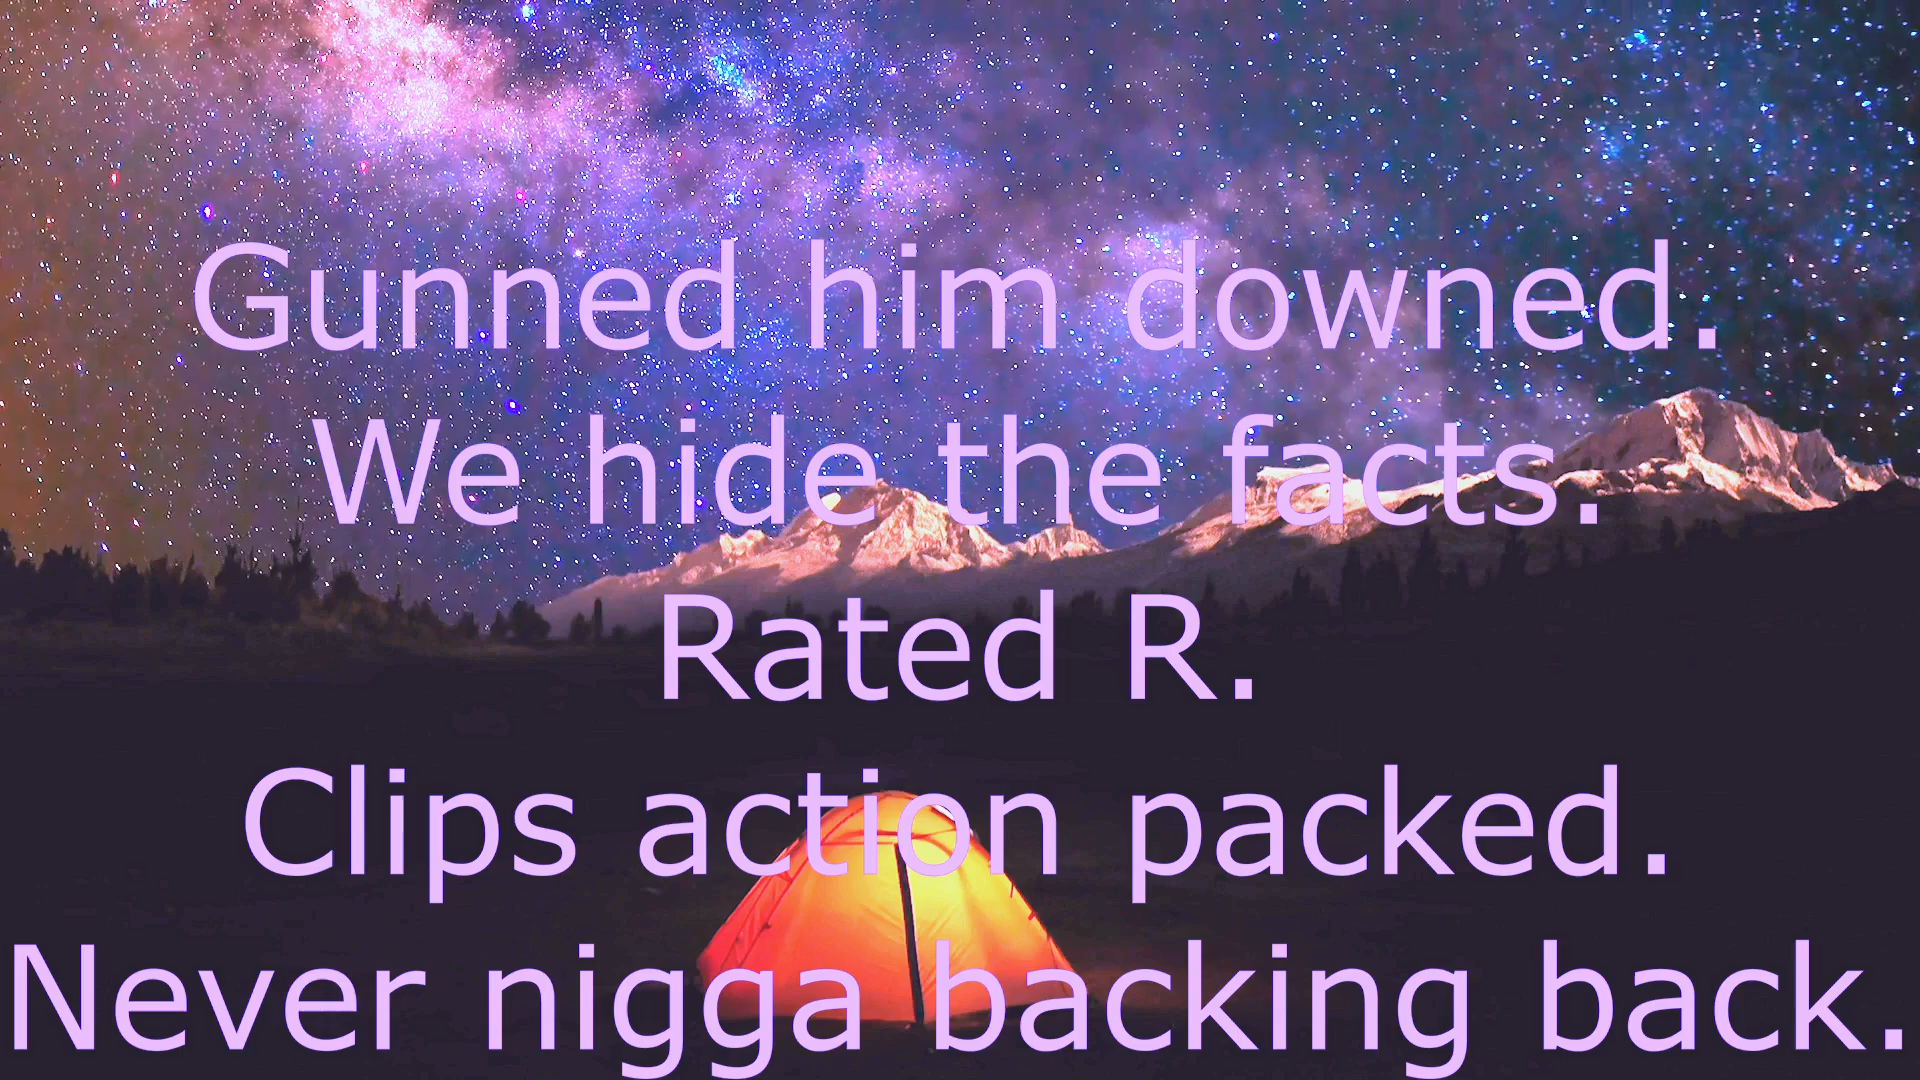 Gunned him downed.
We hide the facts.
Rated R.
Clips action packed.
Never nigga backing back.